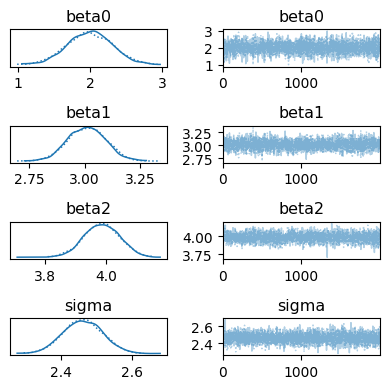 beta0 beta0
3
2
1
1 2 3 0 1000
beta1 beta1
3.25
3.00
2.75
2.75 3.00 3.25 0 1000
beta2 beta2
4.00
3.75
3.8 4.0 0 1000
sigma sigma
2.6
2.4
2.4 2.6 0 1000